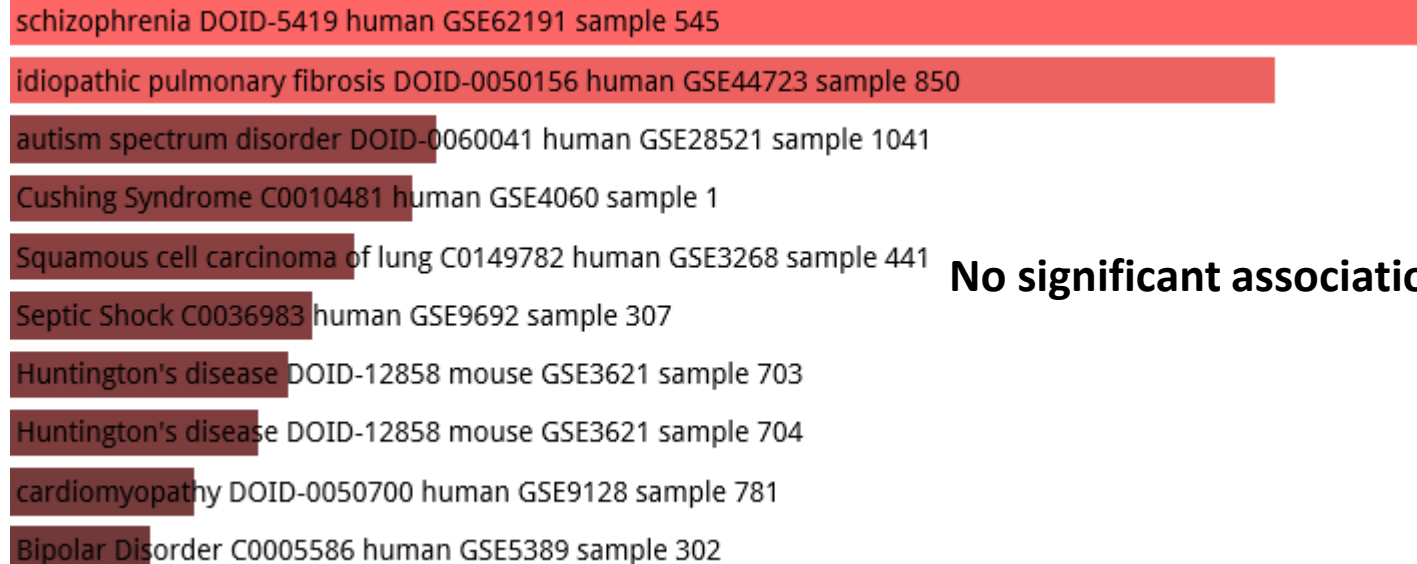 schizophrenia DOID-5419 human GSE62191 sample 545
idiopathic pulmonary fibrosis DOID-0050156 human GSE44723 sample 850
autism spectrum disorder DOID-0060041 human GSE28521 sample 1041
Cushing Syndrome C0010481 human GSE4060 sample 1
Squamous cell carcinoma of lung C0149782 human GSE3268 sample 441
No significant
Septic Shock C0036983 human GSE9692 sample 307
Huntington's disease DOID-12858 mouse GSE3621 sample 703
Huntington's disease DOID-12858 mouse GSE3621 sample 704
cardiomyopathy DOID-0050700 human GSE9128 sample 781
Bipolar Disorder C0005586 human GSE5389 sample 302